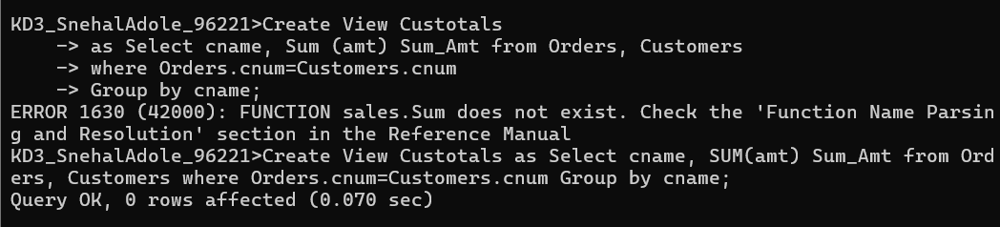 KD3_SnehalAdole_96221>Create View Custotals
    -> as Select cname, Sum (amt) Sum_Amt from Orders, Customers
    -> where Orders.cnum=Customers.cnum
    -> Group by cname;
ERROR 1630 (42000): FUNCTION sales.Sum does not exist. Check the 'Function Name Parsin
g and Resolution' section in the Reference Manual
KD3_SnehalAdole_96221>Create View Custotals as Select cname, SUM(amt) Sum_Amt from Ord
ers, Customers where Orders.cnum=Customers.cnum Group by cname;
Query OK, 0 rows affected (0.070 sec)